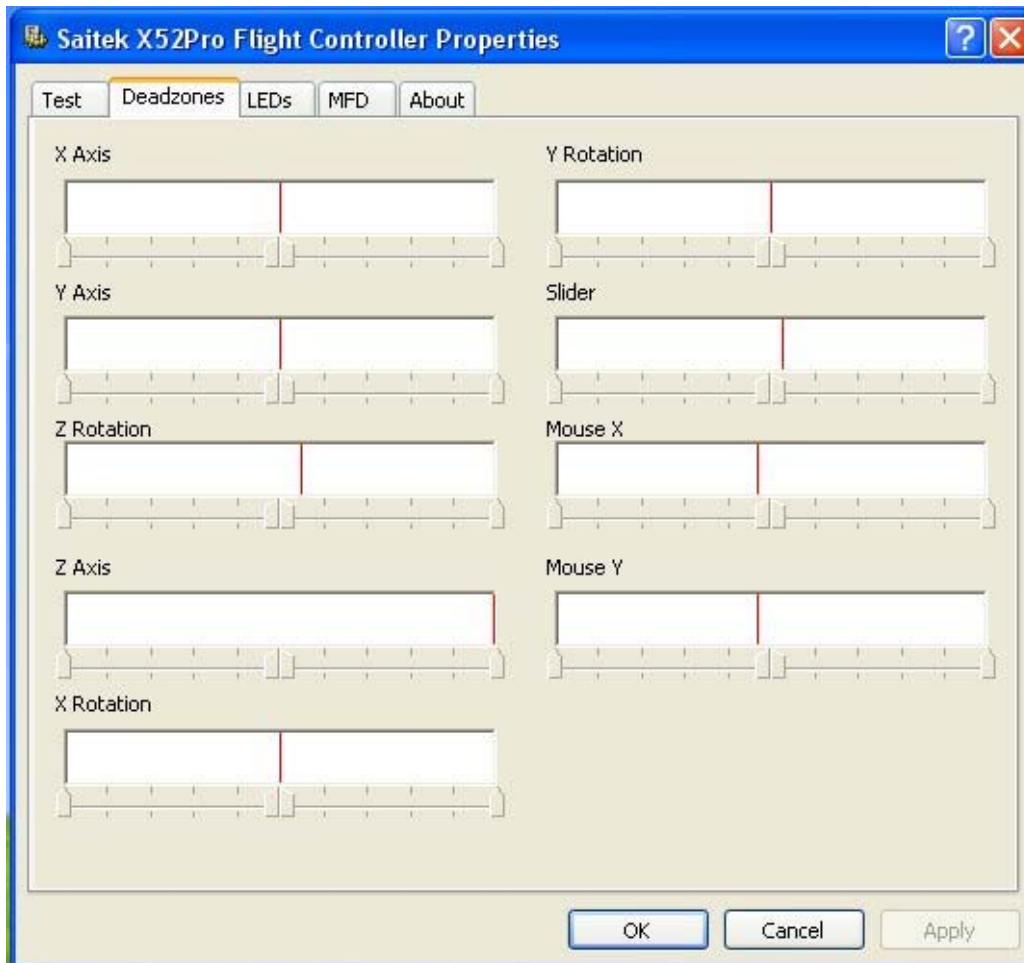 Saitek X52Pro Flight Controller Properties
Test Deadzones LEDs MFD About
X Axis
Y Axis
Z Rotation
Z Axis
X Rotation
Y Rotation
Slider
Mouse X
Mouse Y
OK Cancel Apply